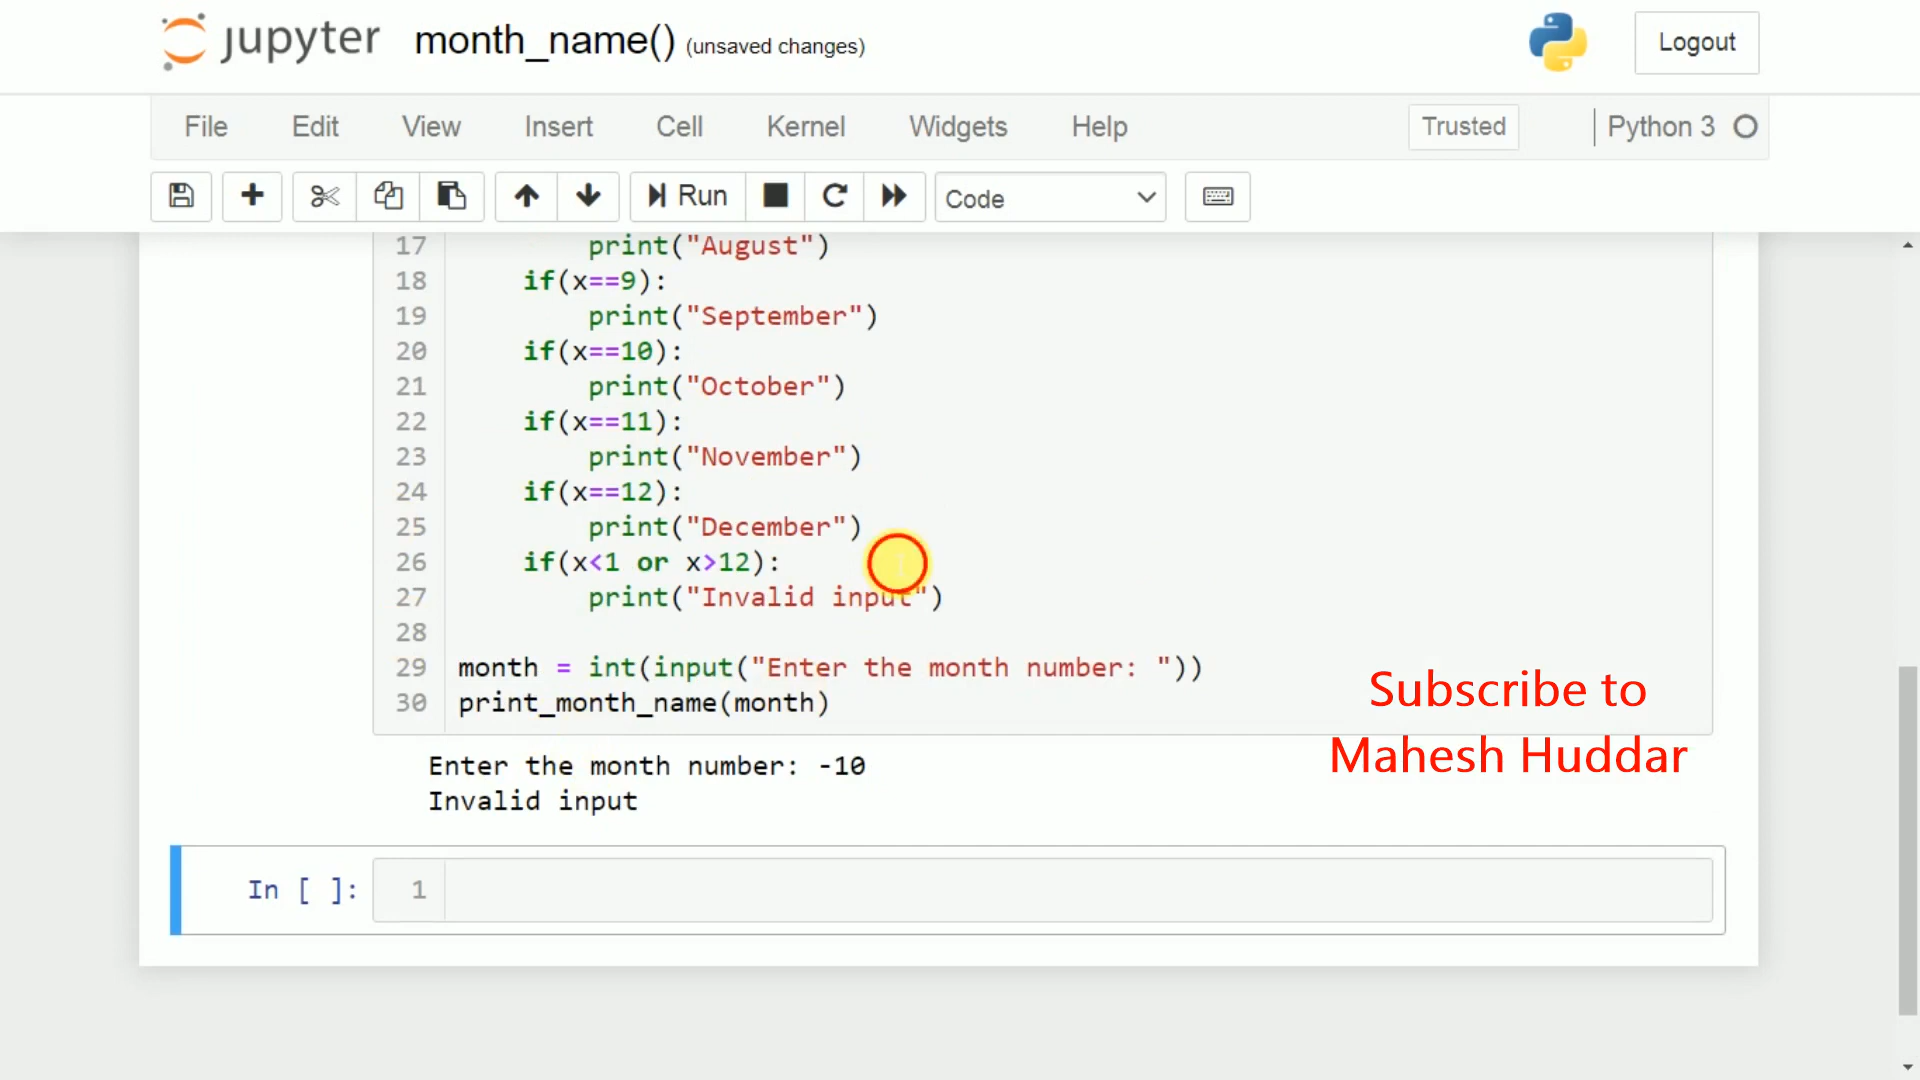 jupyter month_name() (unsaved changes) Logout
File Edit View Insert Cell Kernel Widgets Help Trusted Python 3
Run Code
17 print("August")
18 if(x==9):
19 print("September")
20 if(x==10):
21 print("October")
22 if(x==11):
23 print("November")
24 if(x==12):
25 print("December")
26 if(x<1 or x>12):
27 print("Invalid input")
28
29 month = int(input("Enter the month number: "))
30 print_month_name(month)
Subscribe to
Mahesh Huddar
Enter the month number: -10
Invalid input
In [ ]: 1